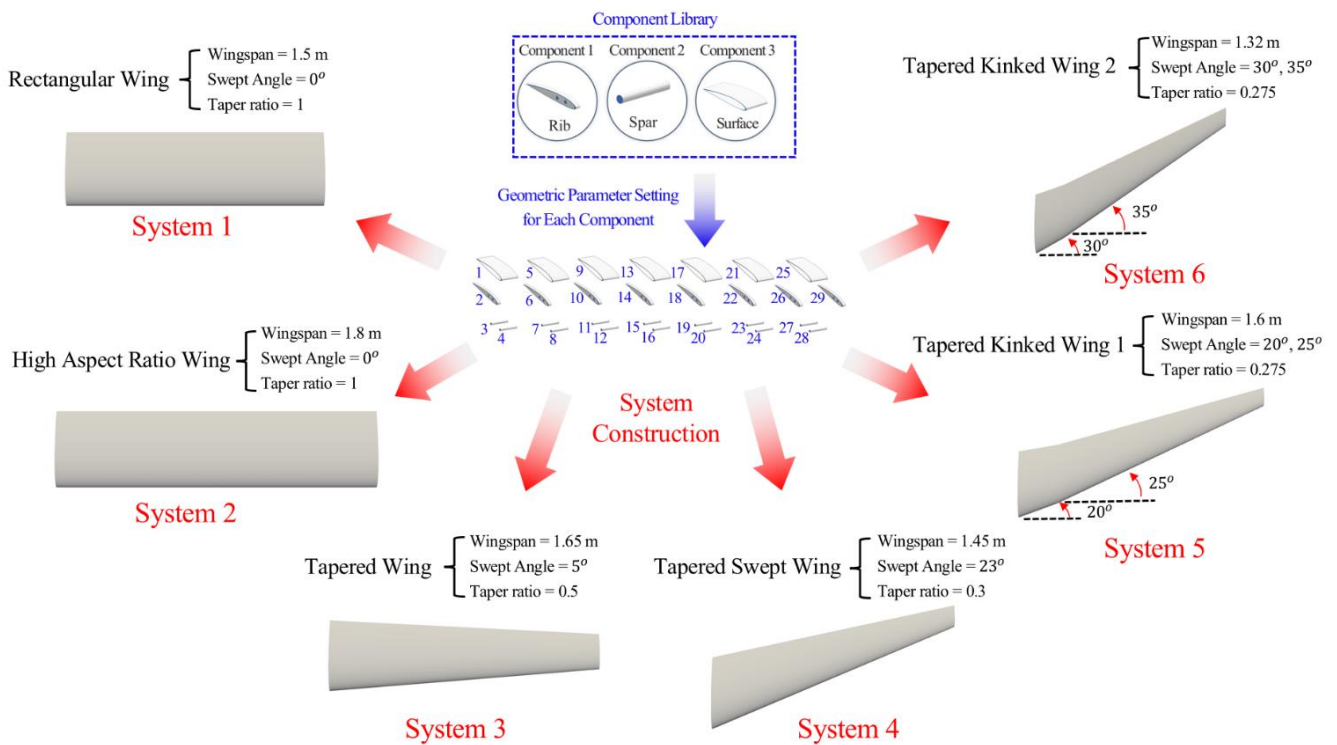 Component Library
Component 1 Component 2 Component 3
Rib Spar Surface
Geometric Parameter Setting
for Each Component
Rectangular Wing
Wingspan = 1.5 m
Swept Angle = 0°
Taper ratio = 1
System 1
High Aspect Ratio Wing
Wingspan = 1.8 m
Swept Angle = 0°
Taper ratio = 1
System 2
Tapered Wing
Wingspan = 1.65 m
Swept Angle = 5°
Taper ratio = 0.5
System 3
Tapered Swept Wing
Wingspan = 1.45 m
Swept Angle = 23°
Taper ratio = 0.3
System 4
Tapered Kinked Wing 1
Wingspan = 1.6 m
Swept Angle = 20°, 25°
Taper ratio = 0.275
25°
20°
System 5
Tapered Kinked Wing 2
Wingspan = 1.32 m
Swept Angle = 30°, 35°
Taper ratio = 0.275
35°
30°
System 6
1 5 9 13 17 21 25
2 6 10 14 18 22 26 29
3 7 11 15 19 23 27
4 8 12 16 20 24 28
System
Construction